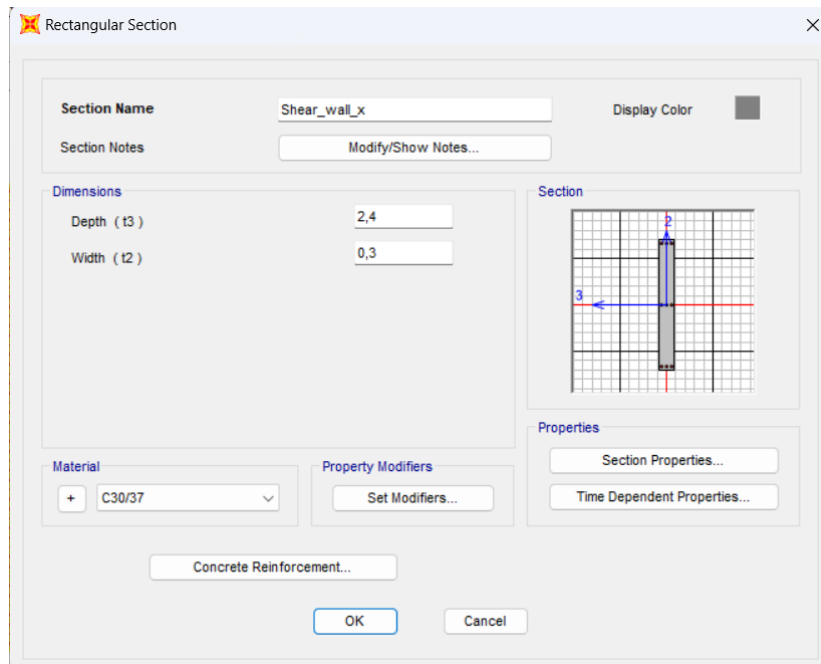 Rectangular Section
Section Name
Shear_wall_x
Display Color
Section Notes
Modify/Show Notes...
Dimensions
Depth ( t3 )
2,4
Width ( t2 )
0,3
Section
2
3
Properties
Section Properties...
Time Dependent Properties...
Material
+
C30/37
Property Modifiers
Set Modifiers...
Concrete Reinforcement...
OK
Cancel